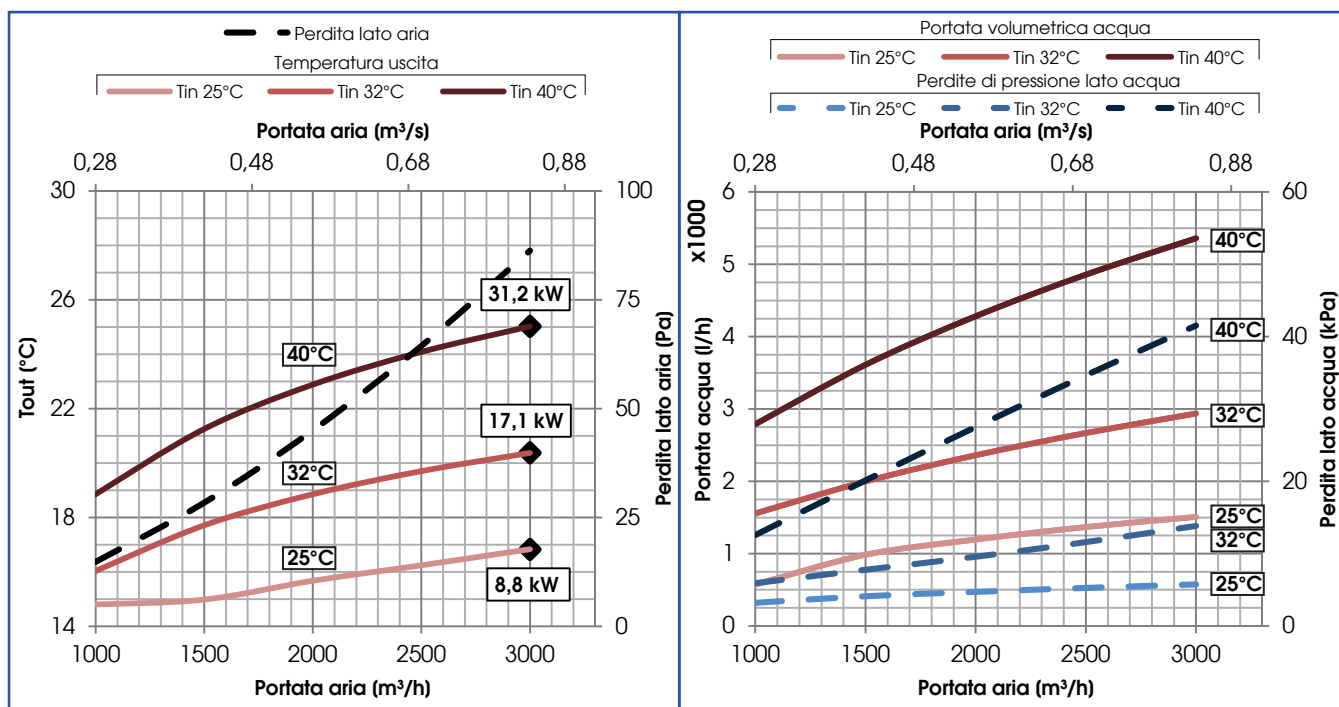 Perdita lato aria
Temperatura uscita
Tin 25°C Tin 32°C Tin 40°C
Portata aria (m³/s)
0,28 0,48 0,68 0,88
30 100
26 75
22 50
18 25
14 0
Tout (°C)
Perdita lato aria (Pa)
31,2 kW
40°C
17,1 kW
32°C
25°C
8,8 kW
1000 1500 2000 2500 3000
Portata aria (m³/h)
Portata volumetrica acqua
Tin 25°C Tin 32°C Tin 40°C
Perdite di pressione lato acqua
Tin 25°C Tin 32°C Tin 40°C
Portata aria (m³/s)
0,28 0,48 0,68 0,88
6 60
5
4 40
3
2 20
1
0 0
x1000
Portata acqua (l/h)
Perdita lato acqua (kPa)
40°C
40°C
32°C
25°C
32°C
25°C
1000 1500 2000 2500 3000
Portata aria (m³/h)